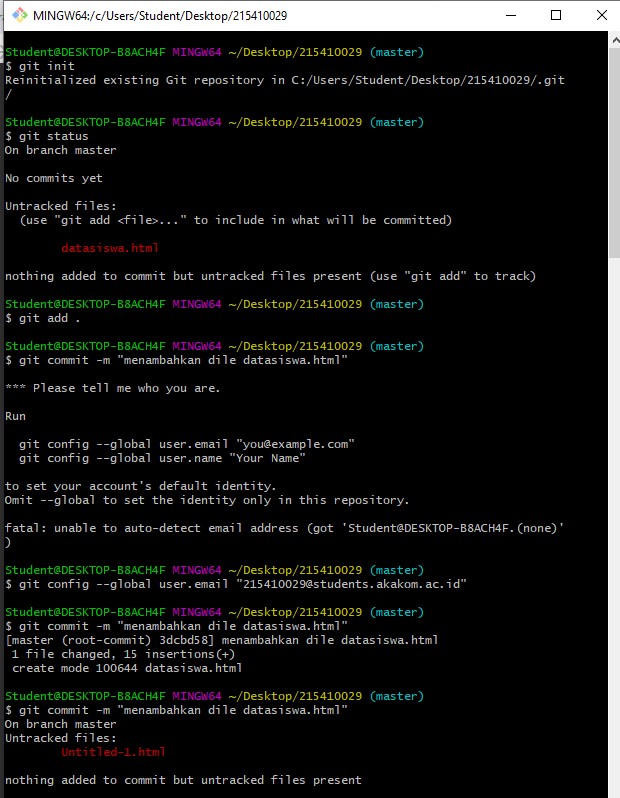 MINGW64:/c/Users/Student/Desktop/215410029
Student@DESKTOP-B8ACH4F MINGW64 ~/Desktop/215410029 (master)
$ git init
Reinitialized existing Git repository in C:/Users/Student/Desktop/215410029/.git
/
Student@DESKTOP-B8ACH4F MINGW64 ~/Desktop/215410029 (master)
$ git status
On branch master
No commits yet
Untracked files:
(use "git add <file>..." to include in what will be committed)
datasiswa.html
nothing added to commit but untracked files present (use "git add" to track)
Student@DESKTOP-B8ACH4F MINGW64 ~/Desktop/215410029 (master)
$ git add .
Student@DESKTOP-B8ACH4F MINGW64 ~/Desktop/215410029 (master)
$ git commit -m "menambahkan dile datasiswa.html"
*** Please tell me who you are.
Run
git config --global user.email "you@example.com"
git config --global user.name "Your Name"
to set your account's default identity.
Omit --global to set the identity only in this repository.
fatal: unable to auto-detect email address (got 'Student@DESKTOP-B8ACH4F.(none)'
)
Student@DESKTOP-B8ACH4F MINGW64 ~/Desktop/215410029 (master)
$ git config --global user.email "215410029@students.akakom.ac.id"
Student@DESKTOP-B8ACH4F MINGW64 ~/Desktop/215410029 (master)
$ git commit -m "menambahkan dile datasiswa.html"
[master (root-commit) 3dcbd58] menambahkan dile datasiswa.html
1 file changed, 15 insertions(+)
create mode 100644 datasiswa.html
Student@DESKTOP-B8ACH4F MINGW64 ~/Desktop/215410029 (master)
$ git commit -m "menambahkan dile datasiswa.html"
On branch master
Untracked files:
Untitled-1.html
nothing added to commit but untracked files present